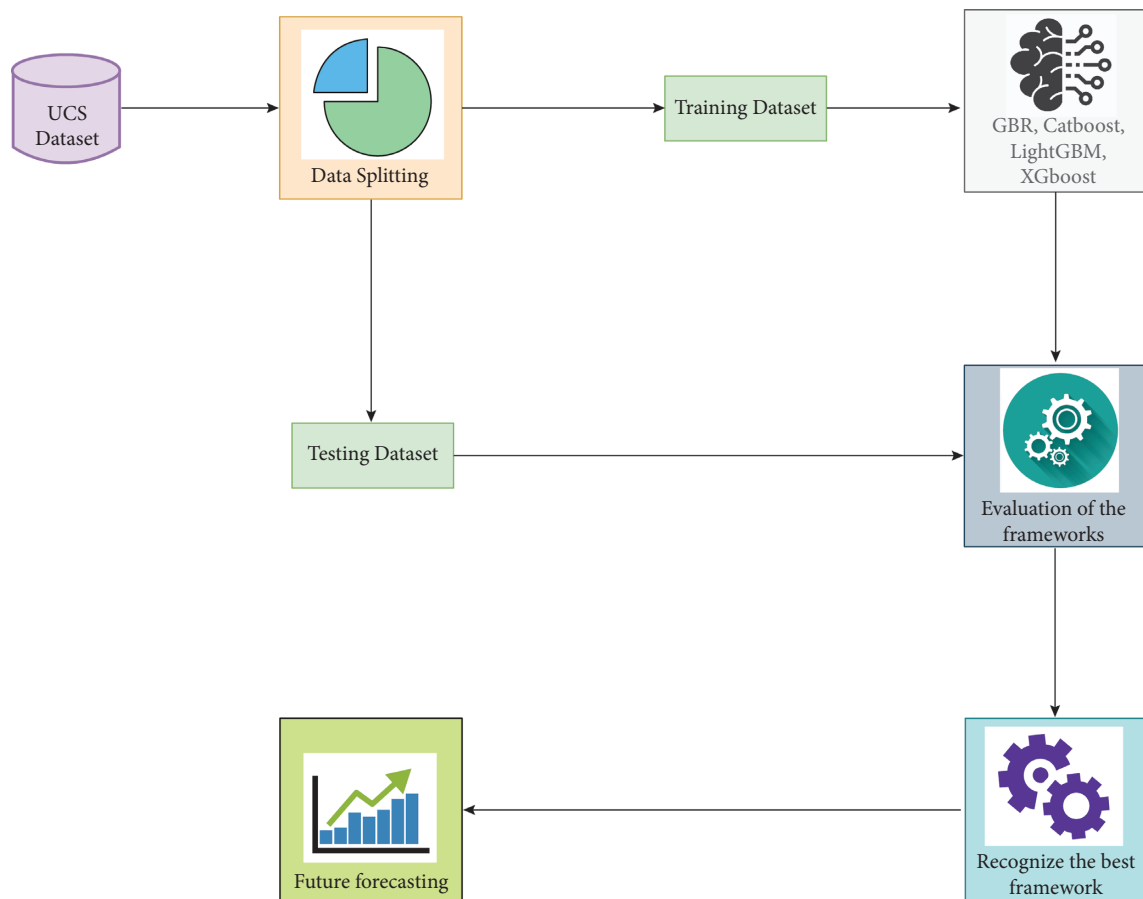 UCS
Dataset
Data Splitting
Training Dataset
GBR, Catboost,
LightGBM,
XGboost
Testing Dataset
Evaluation of the
frameworks
Future forecasting
Recognize the best
framework